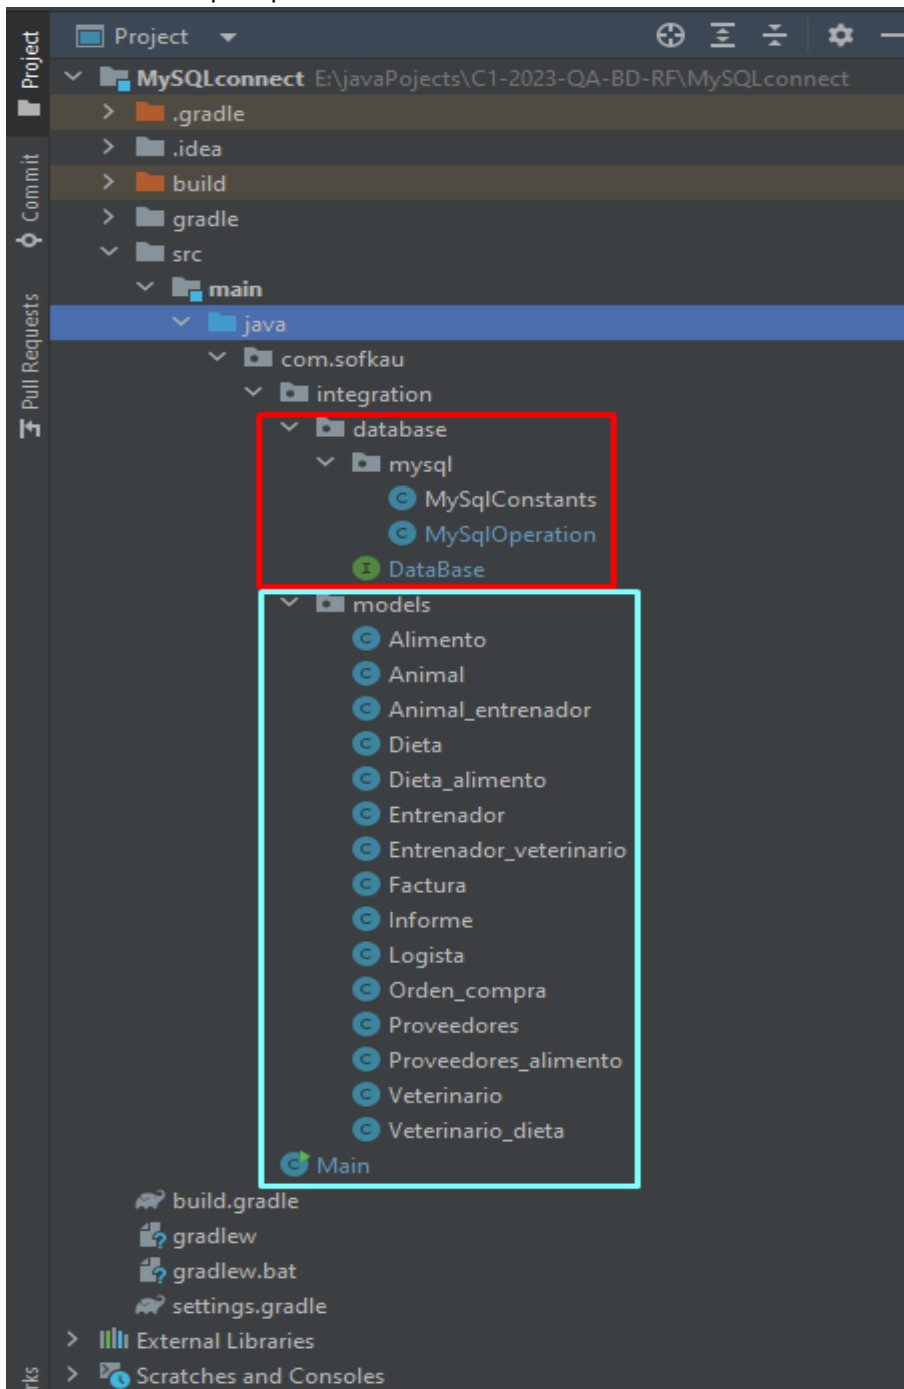 Project
Commit
Pull Requests
Project
MySQLconnect E:\javaPojects\C1-2023-QA-BD-RF\MySQLconnect
.gradle
.idea
build
gradle
src
main
java
com.sofkau
integration
database
mysql
MySqlConstants
MySqlOperation
DataBase
models
Alimento
Animal
Animal_entrenador
Dieta
Dieta_alimento
Entrenador
Entrenador_veterinario
Factura
Informe
Logista
Orden_compra
Proveedores
Proveedores_alimento
Veterinario
Veterinario_dieta
Main
build.gradle
gradlew
gradlew.bat
settings.gradle
External Libraries
Scratches and Consoles